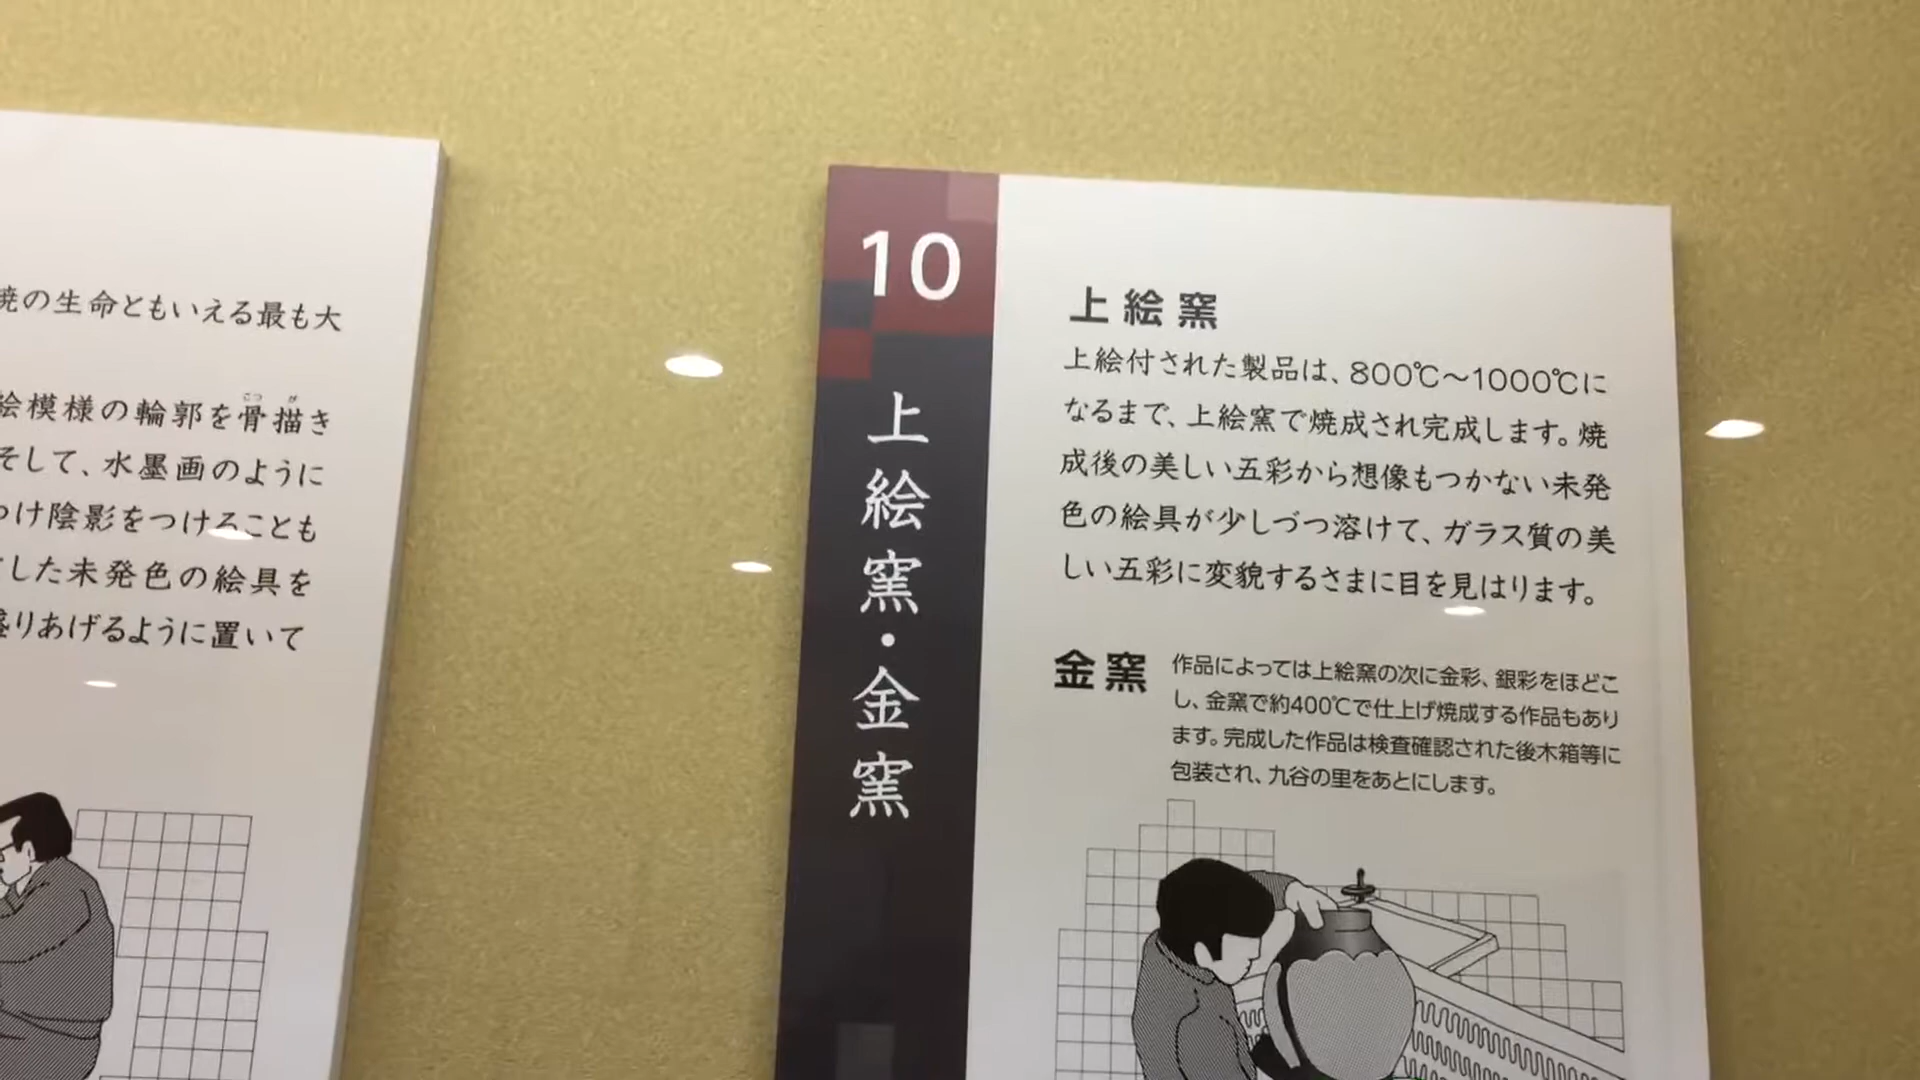 焼の生命ともいえる最も大
絵模様の輪郭を骨描き
こつ が
そして、水墨画のように
つけ陰影をつけることも
した未発色の絵具を
盛りあげるように置いて
10
上絵窯・金窯
上絵窯
上絵付された製品は、800℃〜1000℃に
なるまで、上絵窯で焼成され完成します。焼
成後の美しい五彩から想像もつかない未発
色の絵具が少しづつ溶けて、ガラス質の美
しい五彩に変貌するさまに目を見はります。
金窯
作品によっては上絵窯の次に金彩、銀彩をほどこ
し、金窯で約400℃で仕上げ焼成する作品もあり
ます。完成した作品は検査確認された後木箱等に
包装され、九谷の里をあとにします。